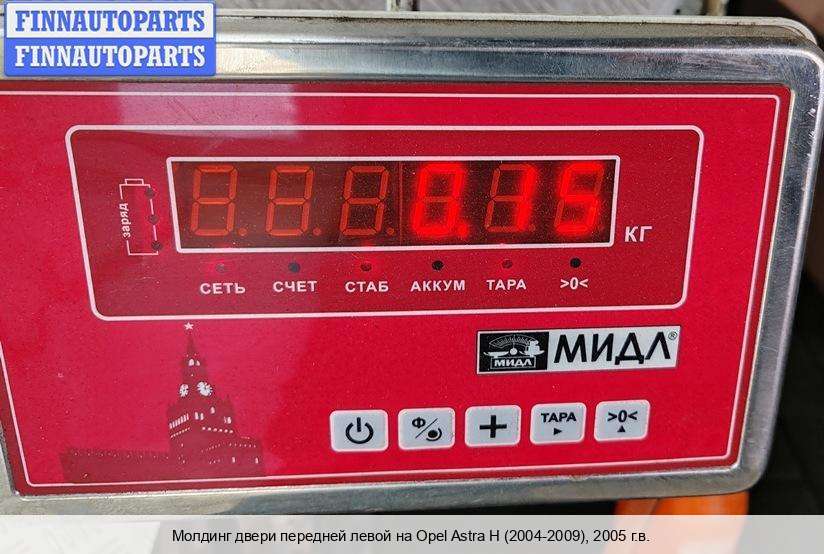 FINNAUTOPARTS
FINNAUTOPARTS
заряд
0.15
КГ
СЕТЬ СЧЕТ СТАБ АККУМ ТАРА >0<
МИДЛ МИДЛ®
Ф ТАРА >0<
Молдинг двери передней левой на Opel Astra H (2004-2009), 2005 г.в.